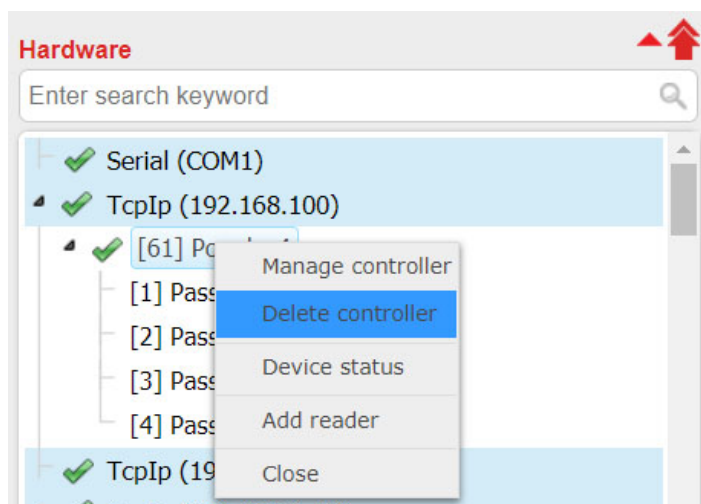 Hardware
Enter search keyword
Serial (COM1)
TcpIp (192.168.100)
[61]
Manage controller
[1]
Delete controller
[2]
Device status
[3]
Add reader
[4]
TcpIp
Close